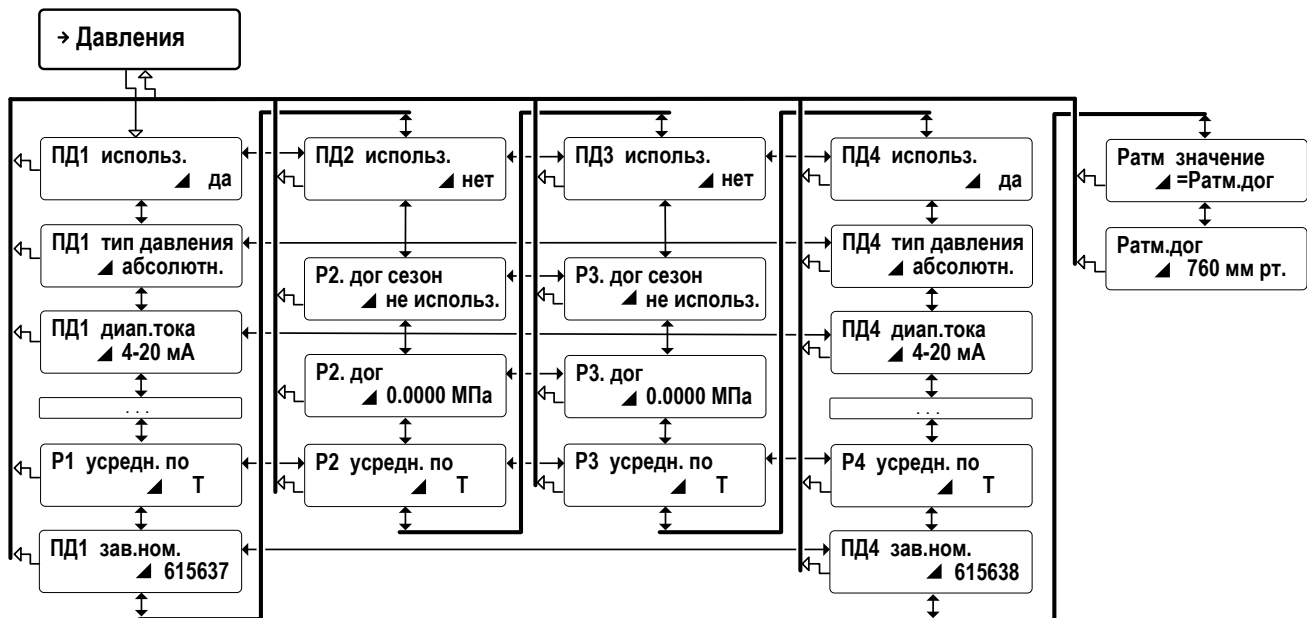 → Давления
ПД1 использ.
◢ да
ПД1 тип давления
◢ абсолютн.
ПД1 диап.тока
◢ 4-20 мА
. . .
Р1 усредн. по
◢ Т
ПД1 зав.ном.
◢ 615637
ПД2 использ.
◢ нет
Р2. дог сезон
◢ не использ.
Р2. дог
◢ 0.0000 МПа
Р2 усредн. по
◢ Т
ПД3 использ.
◢ нет
Р3. дог сезон
◢ не использ.
Р3. дог
◢ 0.0000 МПа
Р3 усредн. по
◢ Т
ПД4 использ.
◢ да
ПД4 тип давления
◢ абсолютн.
ПД4 диап.тока
◢ 4-20 мА
. . .
Р4 усредн. по
◢ Т
ПД4 зав.ном.
◢ 615638
Ратм значение
◢ =Ратм.дог
Ратм.дог
◢ 760 мм рт.